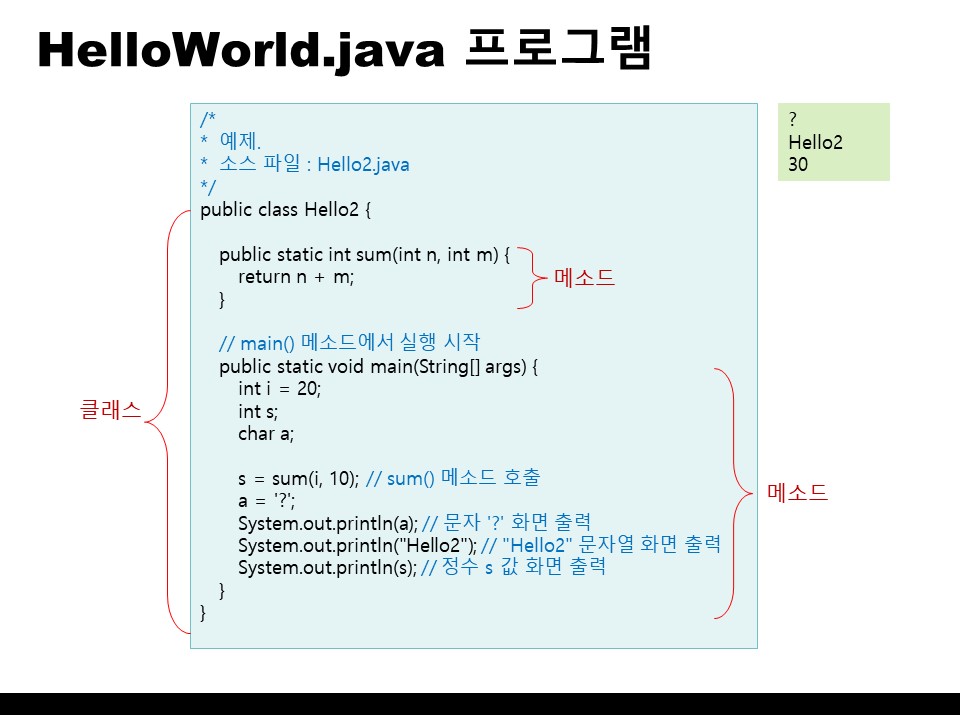 HelloWorld.java 프로그램
/*
* 예제.
* 소스 파일 : Hello2.java
*/
public class Hello2 {
public static int sum(int n, int m) {
return n + m;
}
// main() 메소드에서 실행 시작
public static void main(String[] args) {
int i = 20;
int s;
char a;
s = sum(i, 10); // sum() 메소드 호출
a = '?';
System.out.println(a); // 문자 '?' 화면 출력
System.out.println("Hello2"); // "Hello2" 문자열 화면 출력
System.out.println(s); // 정수 s 값 화면 출력
}
}
?
Hello2
30
메소드
클래스
메소드